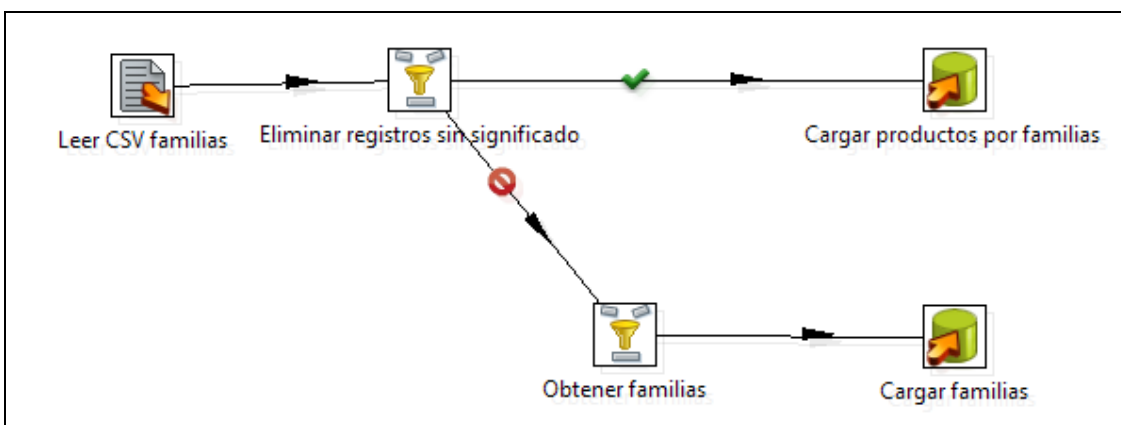 Leer CSV familias
Eliminar registros sin significado
Cargar productos por familias
Obtener familias
Cargar familias